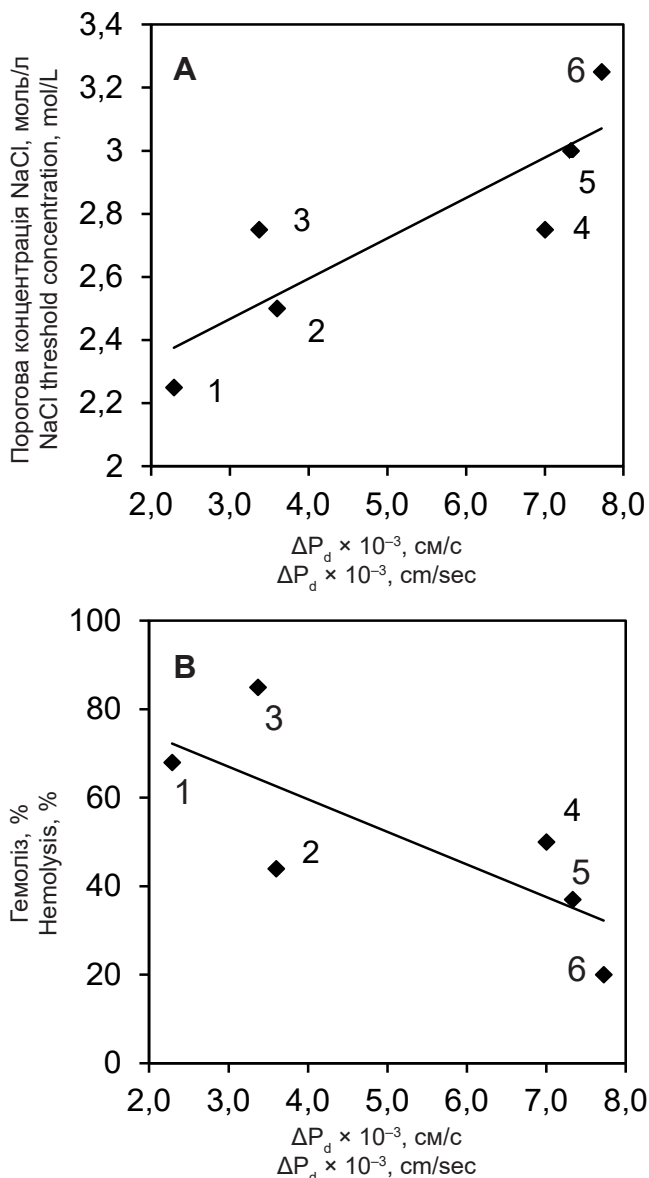 A
Порогова концентрація NaCl, моль/л
NaCl threshold concentration, mol/L
3,4
3,2
3
2,8
2,6
2,4
2,2
2
6
5
3
4
2
1
2,0 3,0 4,0 5,0 6,0 7,0 8,0
ΔP_d × 10⁻³, см/с
ΔP_d × 10⁻³, cm/sec
B
Гемоліз, %
Hemolysis, %
100
80
60
40
20
0
3
1
4
2
5
6
2,0 3,0 4,0 5,0 6,0 7,0 8,0
ΔP_d × 10⁻³, см/с
ΔP_d × 10⁻³, cm/sec